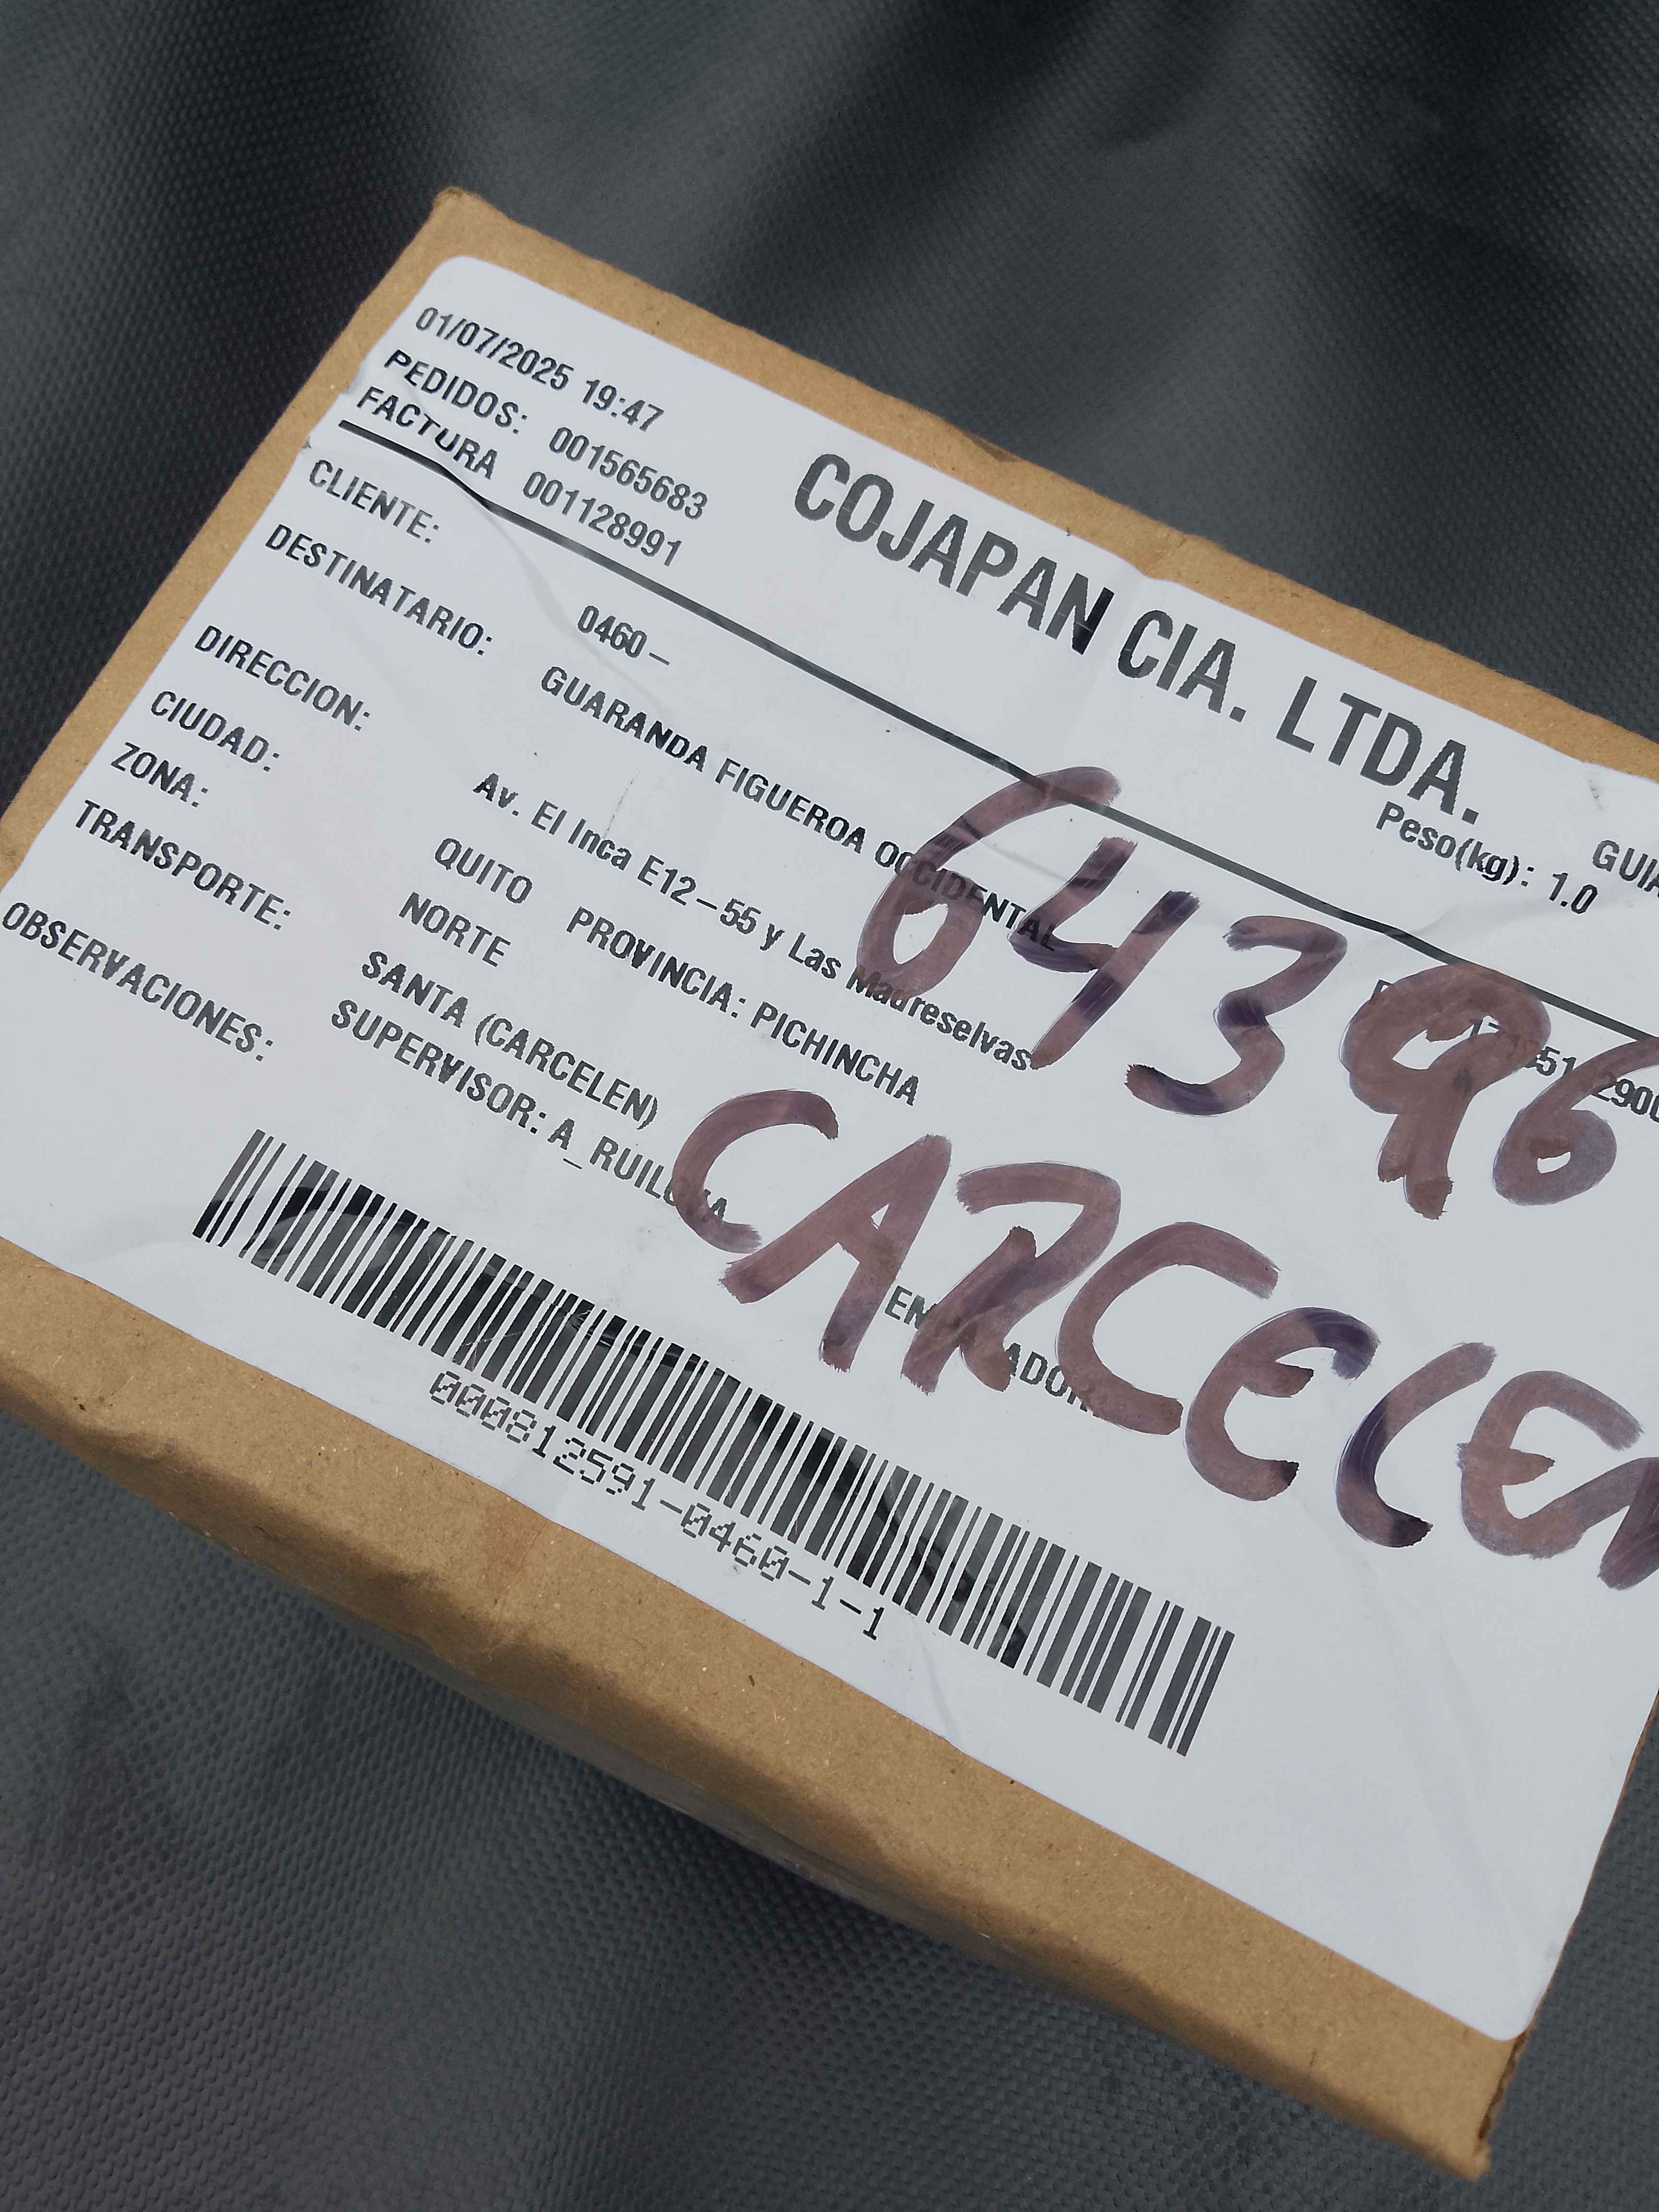 01/07/2025 19:47
PEDIDOS: 001565683
FACTURA 001128991
COJAPAN CIA. LTDA.
Peso(kg): 1.0
CLIENTE: 0460-
DESTINATARIO: GUARANDA FIGUEROA OCCIDENTAL
DIRECCION: Av. El Inca E12-55 y Las Madreselvas
CIUDAD: QUITO PROVINCIA: PICHINCHA
ZONA: NORTE
TRANSPORTE: SANTA (CARCELEN)
OBSERVACIONES: SUPERVISOR:
64396
CARCELEN
000812591-0460-1-1